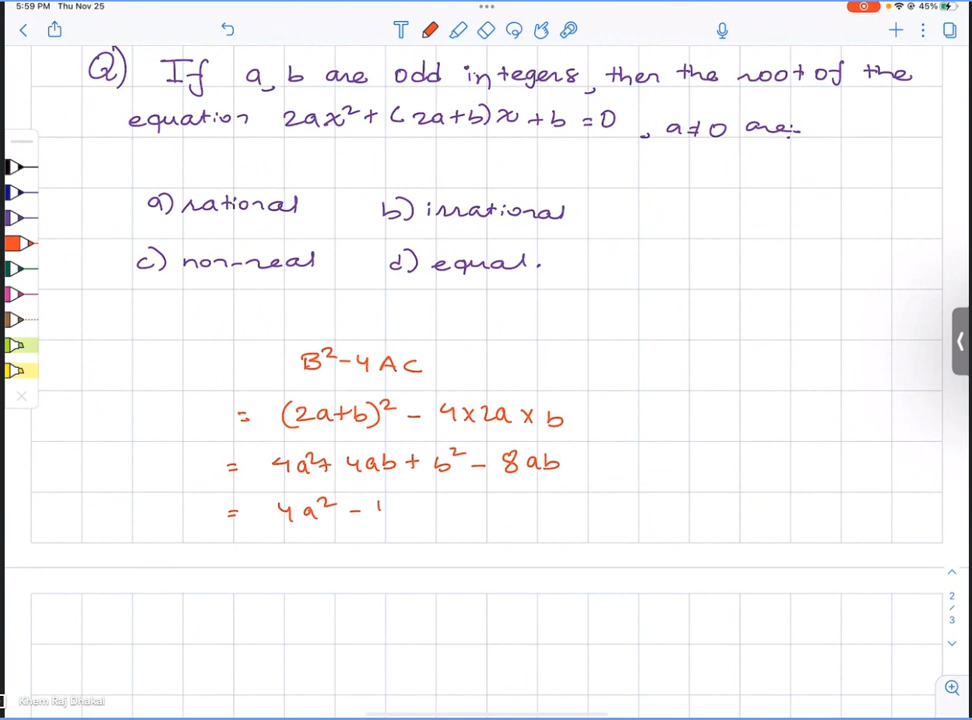 5:59 PM Thu Nov 25
45%
Q) If a, b are odd integers, then the root of the
equation 2ax² + (2a+b)x + b = 0, a≠0 are:-
a) rational b) irrational
c) non-real d) equal.
B² - 4AC
= (2a+b)² - 4×2a×b
= 4a² + 4ab + b² - 8ab
= 4a² -
2
/
3
Khem Raj Dhakal